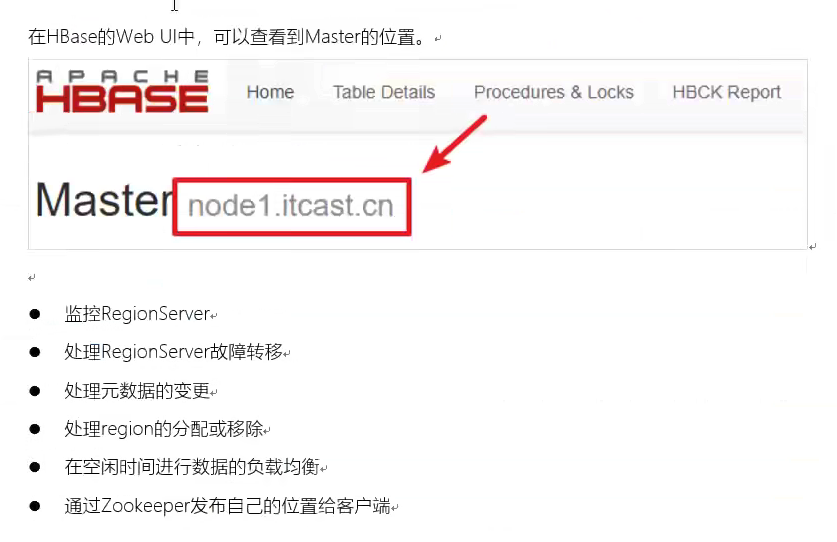 在HBase的Web UI中，可以查看到Master的位置。
APACHE
HBASE
Home Table Details Procedures & Locks HBCK Report
Master node1.itcast.cn
● 监控RegionServer
● 处理RegionServer故障转移
● 处理元数据的变更
● 处理region的分配或移除
● 在空闲时间进行数据的负载均衡
● 通过Zookeeper发布自己的位置给客户端